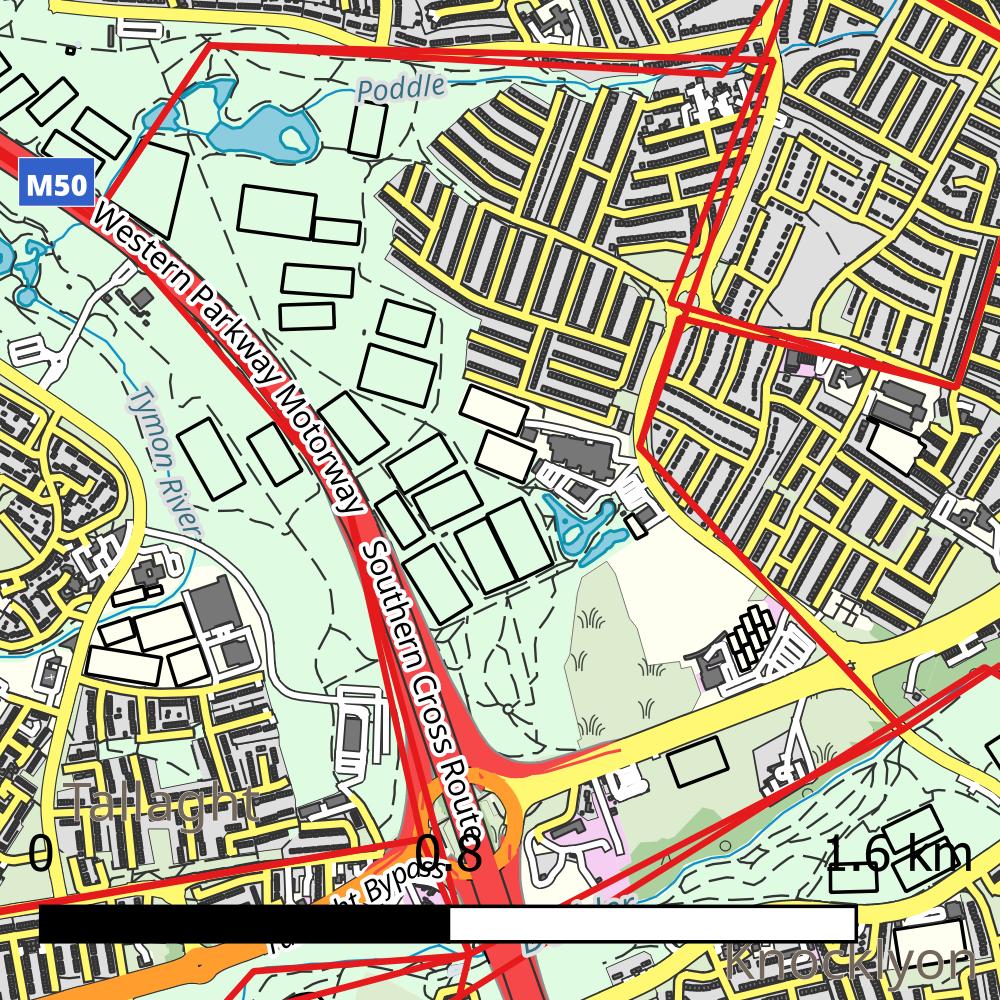 Poddle
M50
Western Parkway Motorway
Tymon River
Southern Cross Route
Tallaght
0 0.8 1.6 km
ht Bypass
Knocklyon